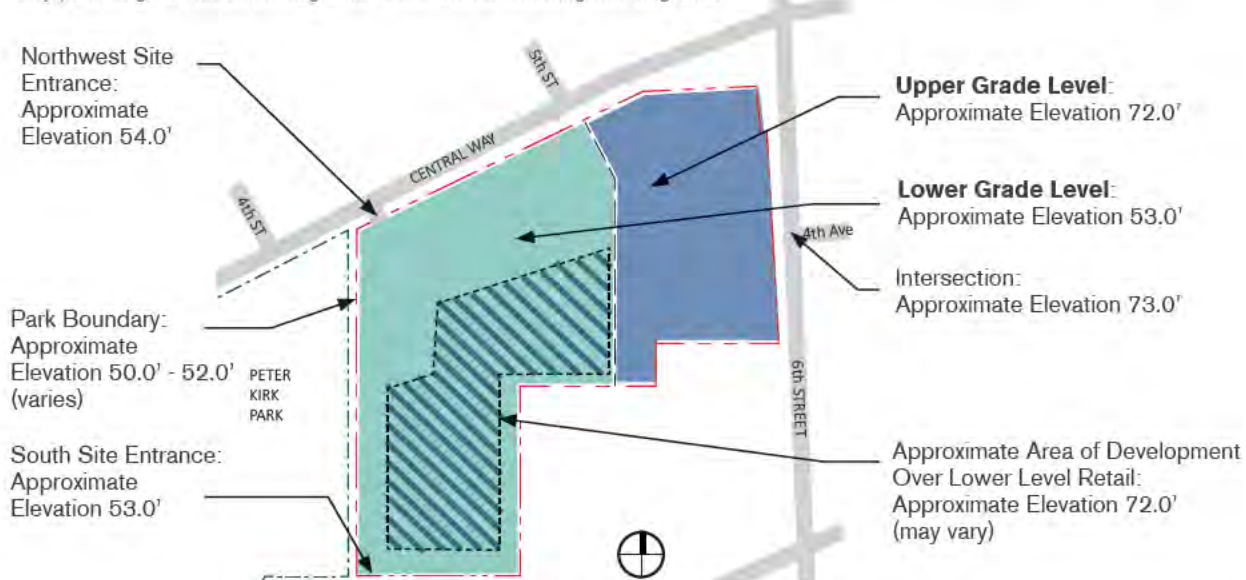 Northwest Site
Entrance:
Approximate
Elevation 54.0'
5th ST
CENTRAL WAY
4th ST
Upper Grade Level:
Approximate Elevation 72.0'
Lower Grade Level:
Approximate Elevation 53.0'
4th Ave
Intersection:
Approximate Elevation 73.0'
Park Boundary:
Approximate
Elevation 50.0' - 52.0'
(varies)
PETER
KIRK
PARK
6th STREET
South Site Entrance:
Approximate
Elevation 53.0'
Approximate Area of Development
Over Lower Level Retail:
Approximate Elevation 72.0'
(may vary)